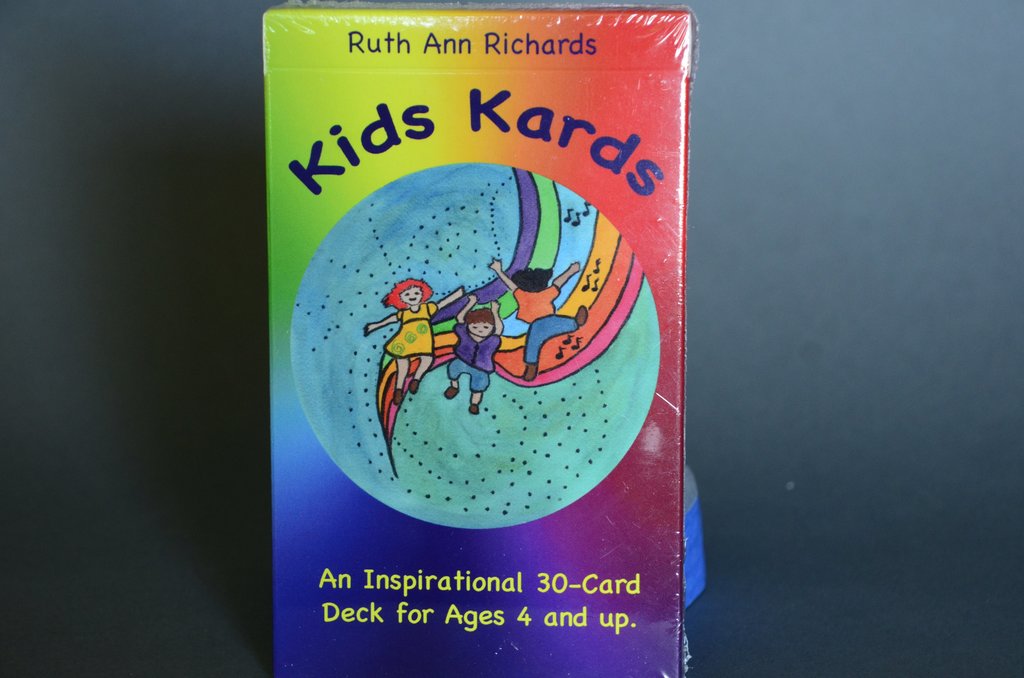 Ruth Ann Richards
Kids Kards
An Inspirational 30-Card
Deck for Ages 4 and up.